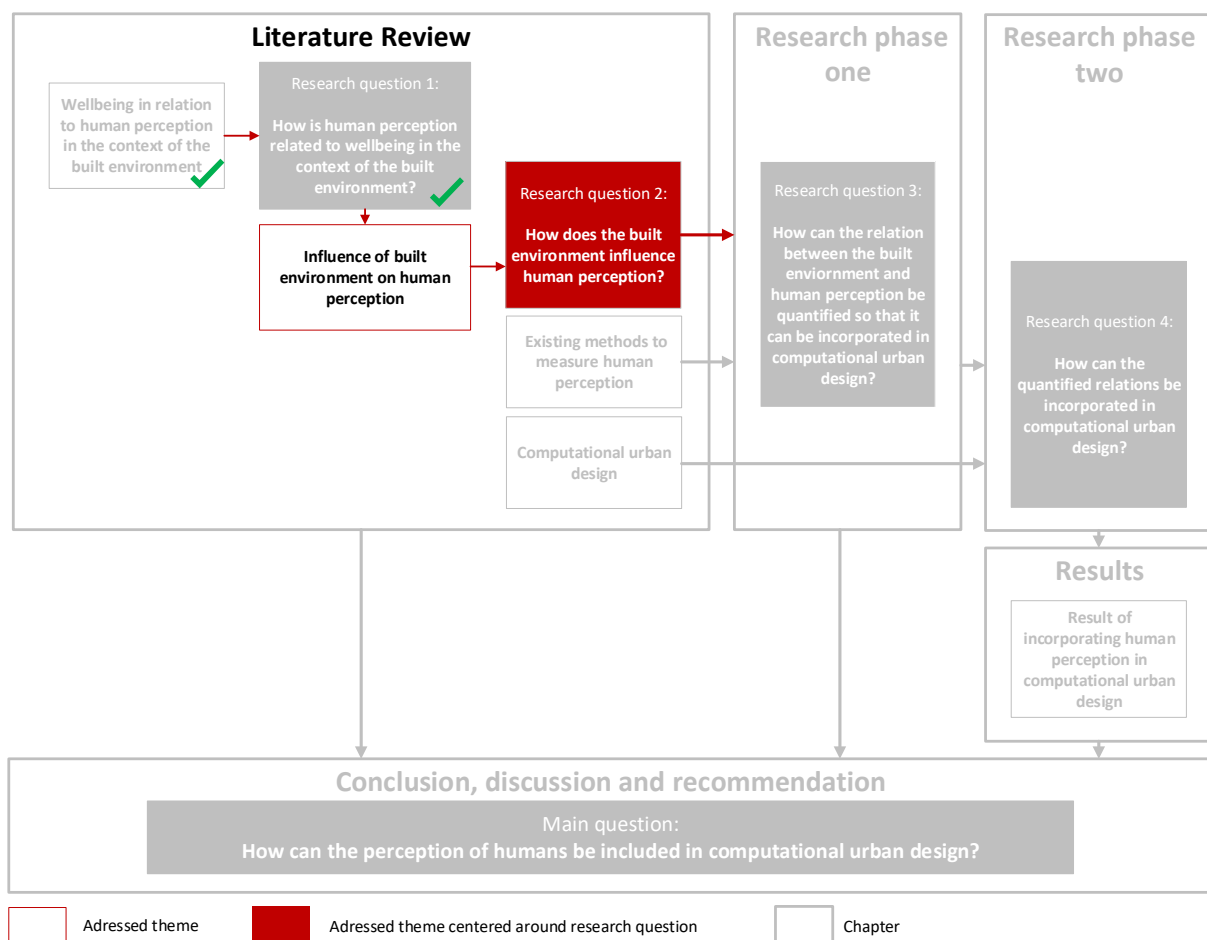 Literature Review
Wellbeing in relation
to human perception
in the context of the
built environment
Research question 1:
How is human perception
related to wellbeing in the
context of the built
environment?
Influence of built
environment on human
perception
Research question 2:
How does the built
environment influence
human perception?
Existing methods to
measure human
perception
Computational urban
design
Research phase
one
Research question 3:
How can the relation
between the built
enviornment and
human perception be
quantified so that it
can be incorporated in
computational urban
design?
Research phase
two
Research question 4:
How can the
quantified relations be
incorporated in
computational urban
design?
Results
Result of
incorporating human
perception in
computational urban
design
Conclusion, discussion and recommendation
Main question:
How can the perception of humans be included in computational urban design?
Adressed theme
Adressed theme centered around research question
Chapter